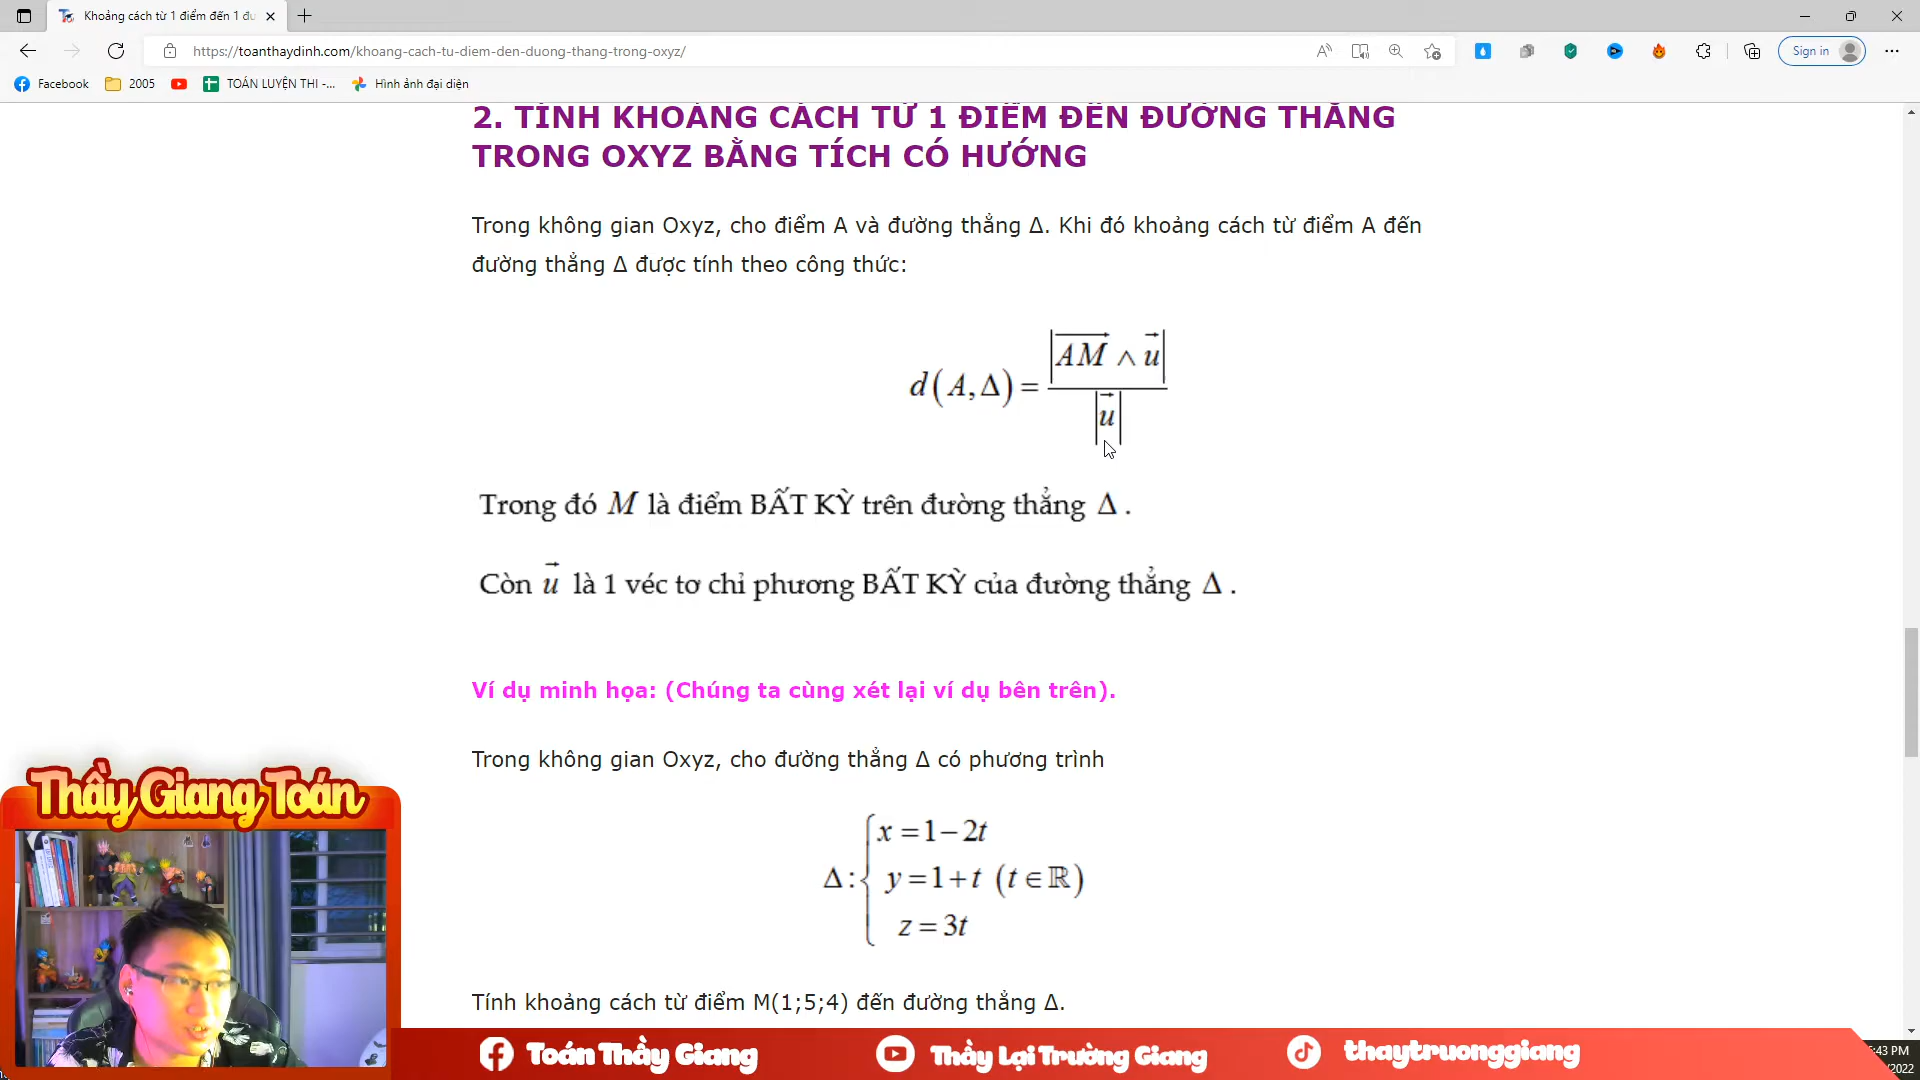 Khoảng cách từ 1 điểm đến 1 đư
https://toanthaydinh.com/khoang-cach-tu-diem-den-duong-thang-trong-oxyz/
Sign in
Facebook
2005
TOÁN LUYỆN THI -...
Hình ảnh đại diện
2. TÍNH KHOẢNG CÁCH TỪ 1 ĐIỂM ĐẾN ĐƯỜNG THẲNG
TRONG OXYZ BẰNG TÍCH CÓ HƯỚNG
Trong không gian Oxyz, cho điểm A và đường thẳng Δ. Khi đó khoảng cách từ điểm A đến
đường thẳng Δ được tính theo công thức:
d(A,Δ) = |AM ∧ u| / |u|
Trong đó M là điểm BẤT KỲ trên đường thẳng Δ .
Còn u là 1 véc tơ chỉ phương BẤT KỲ của đường thẳng Δ .
Ví dụ minh họa: (Chúng ta cùng xét lại ví dụ bên trên).
Trong không gian Oxyz, cho đường thẳng Δ có phương trình
x = 1 − 2t
Δ: y = 1 + t (t ∈ ℝ)
z = 3t
Tính khoảng cách từ điểm M(1;5;4) đến đường thẳng Δ.
Thầy Giang Toán
Toán Thầy Giang
Thầy Lại Trường Giang
thaytruonggiang
:43 PM
/2022